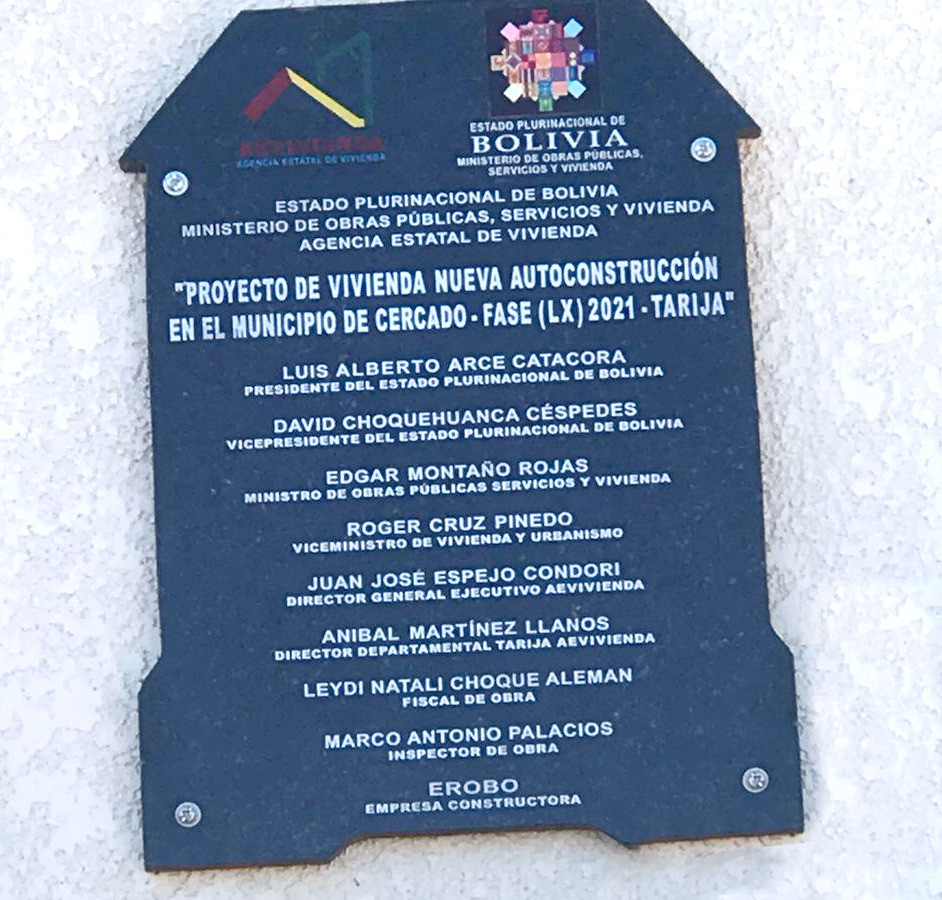 AEVIVIENDA
AGENCIA ESTATAL DE VIVIENDA
ESTADO PLURINACIONAL DE
BOLIVIA
MINISTERIO DE OBRAS PÚBLICAS,
SERVICIOS Y VIVIENDA
ESTADO PLURINACIONAL DE BOLIVIA
MINISTERIO DE OBRAS PÚBLICAS, SERVICIOS Y VIVIENDA
AGENCIA ESTATAL DE VIVIENDA
"PROYECTO DE VIVIENDA NUEVA AUTOCONSTRUCCIÓN
EN EL MUNICIPIO DE CERCADO - FASE (LX) 2021 - TARIJA"
LUIS ALBERTO ARCE CATACORA
PRESIDENTE DEL ESTADO PLURINACIONAL DE BOLIVIA
DAVID CHOQUEHUANCA CÉSPEDES
VICEPRESIDENTE DEL ESTADO PLURINACIONAL DE BOLIVIA
EDGAR MONTAÑO ROJAS
MINISTRO DE OBRAS PÚBLICAS SERVICIOS Y VIVIENDA
ROGER CRUZ PINEDO
VICEMINISTRO DE VIVIENDA Y URBANISMO
JUAN JOSÉ ESPEJO CONDORI
DIRECTOR GENERAL EJECUTIVO AEVIVIENDA
ANIBAL MARTÍNEZ LLANOS
DIRECTOR DEPARTAMENTAL TARIJA AEVIVIENDA
LEYDI NATALI CHOQUE ALEMAN
FISCAL DE OBRA
MARCO ANTONIO PALACIOS
INSPECTOR DE OBRA
EROBO
EMPRESA CONSTRUCTORA